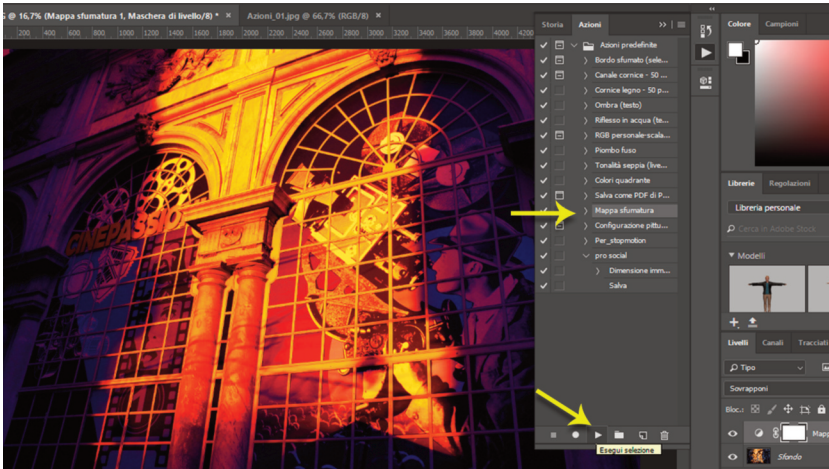 @ 16,7% (Mappa sfumatura 1, Maschera di livello/8) * ×
Azioni_01.jpg @ 66,7% (RGB/8) ×
200 400 600 800 1000 1200 1400 1600 1800 2000 2200 2400 2600 2800 3000 3200 3400 3600 3800 4000 4200
CINEPASSIO
Storia Azioni
Azioni predefinite
Bordo sfumato (sele...
Canale cornice - 50 ...
Cornice legno - 50 p...
Ombra (testo)
Riflesso in acqua (te...
RGB personale-scala...
Piombo fuso
Tonalità seppia (live...
Colori quadrante
Salva come PDF di P...
Mappa sfumatura
Configurazione pittu...
Per_stopmotion
pro social
Dimensione imm...
Salva
Esegui selezione
Colore Campioni
Librerie Regolazioni
Libreria personale
Cerca in Adobe Stock
Modelli
Livelli Canali Tracciati
Tipo
Sovrapponi
Bloc.:
Mapp
Sfondo